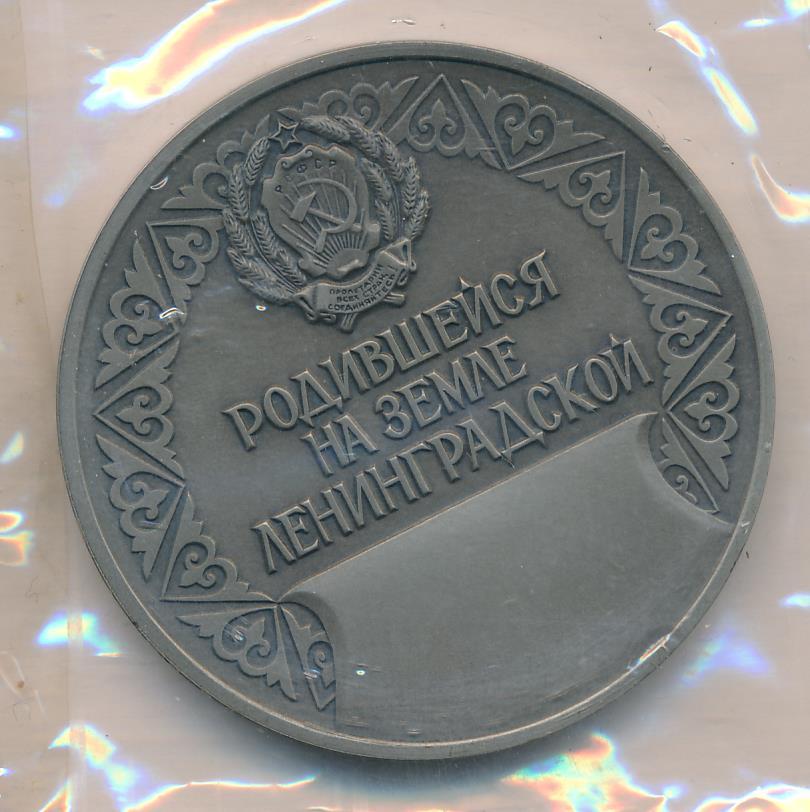 РСФСР
ПРОЛЕТАРИИ
ВСЕХ СТРАН,
СОЕДИНЯЙТЕСЬ!
РОДИВШЕЙСЯ
НА ЗЕМЛЕ
ЛЕНИНГРАДСКОЙ